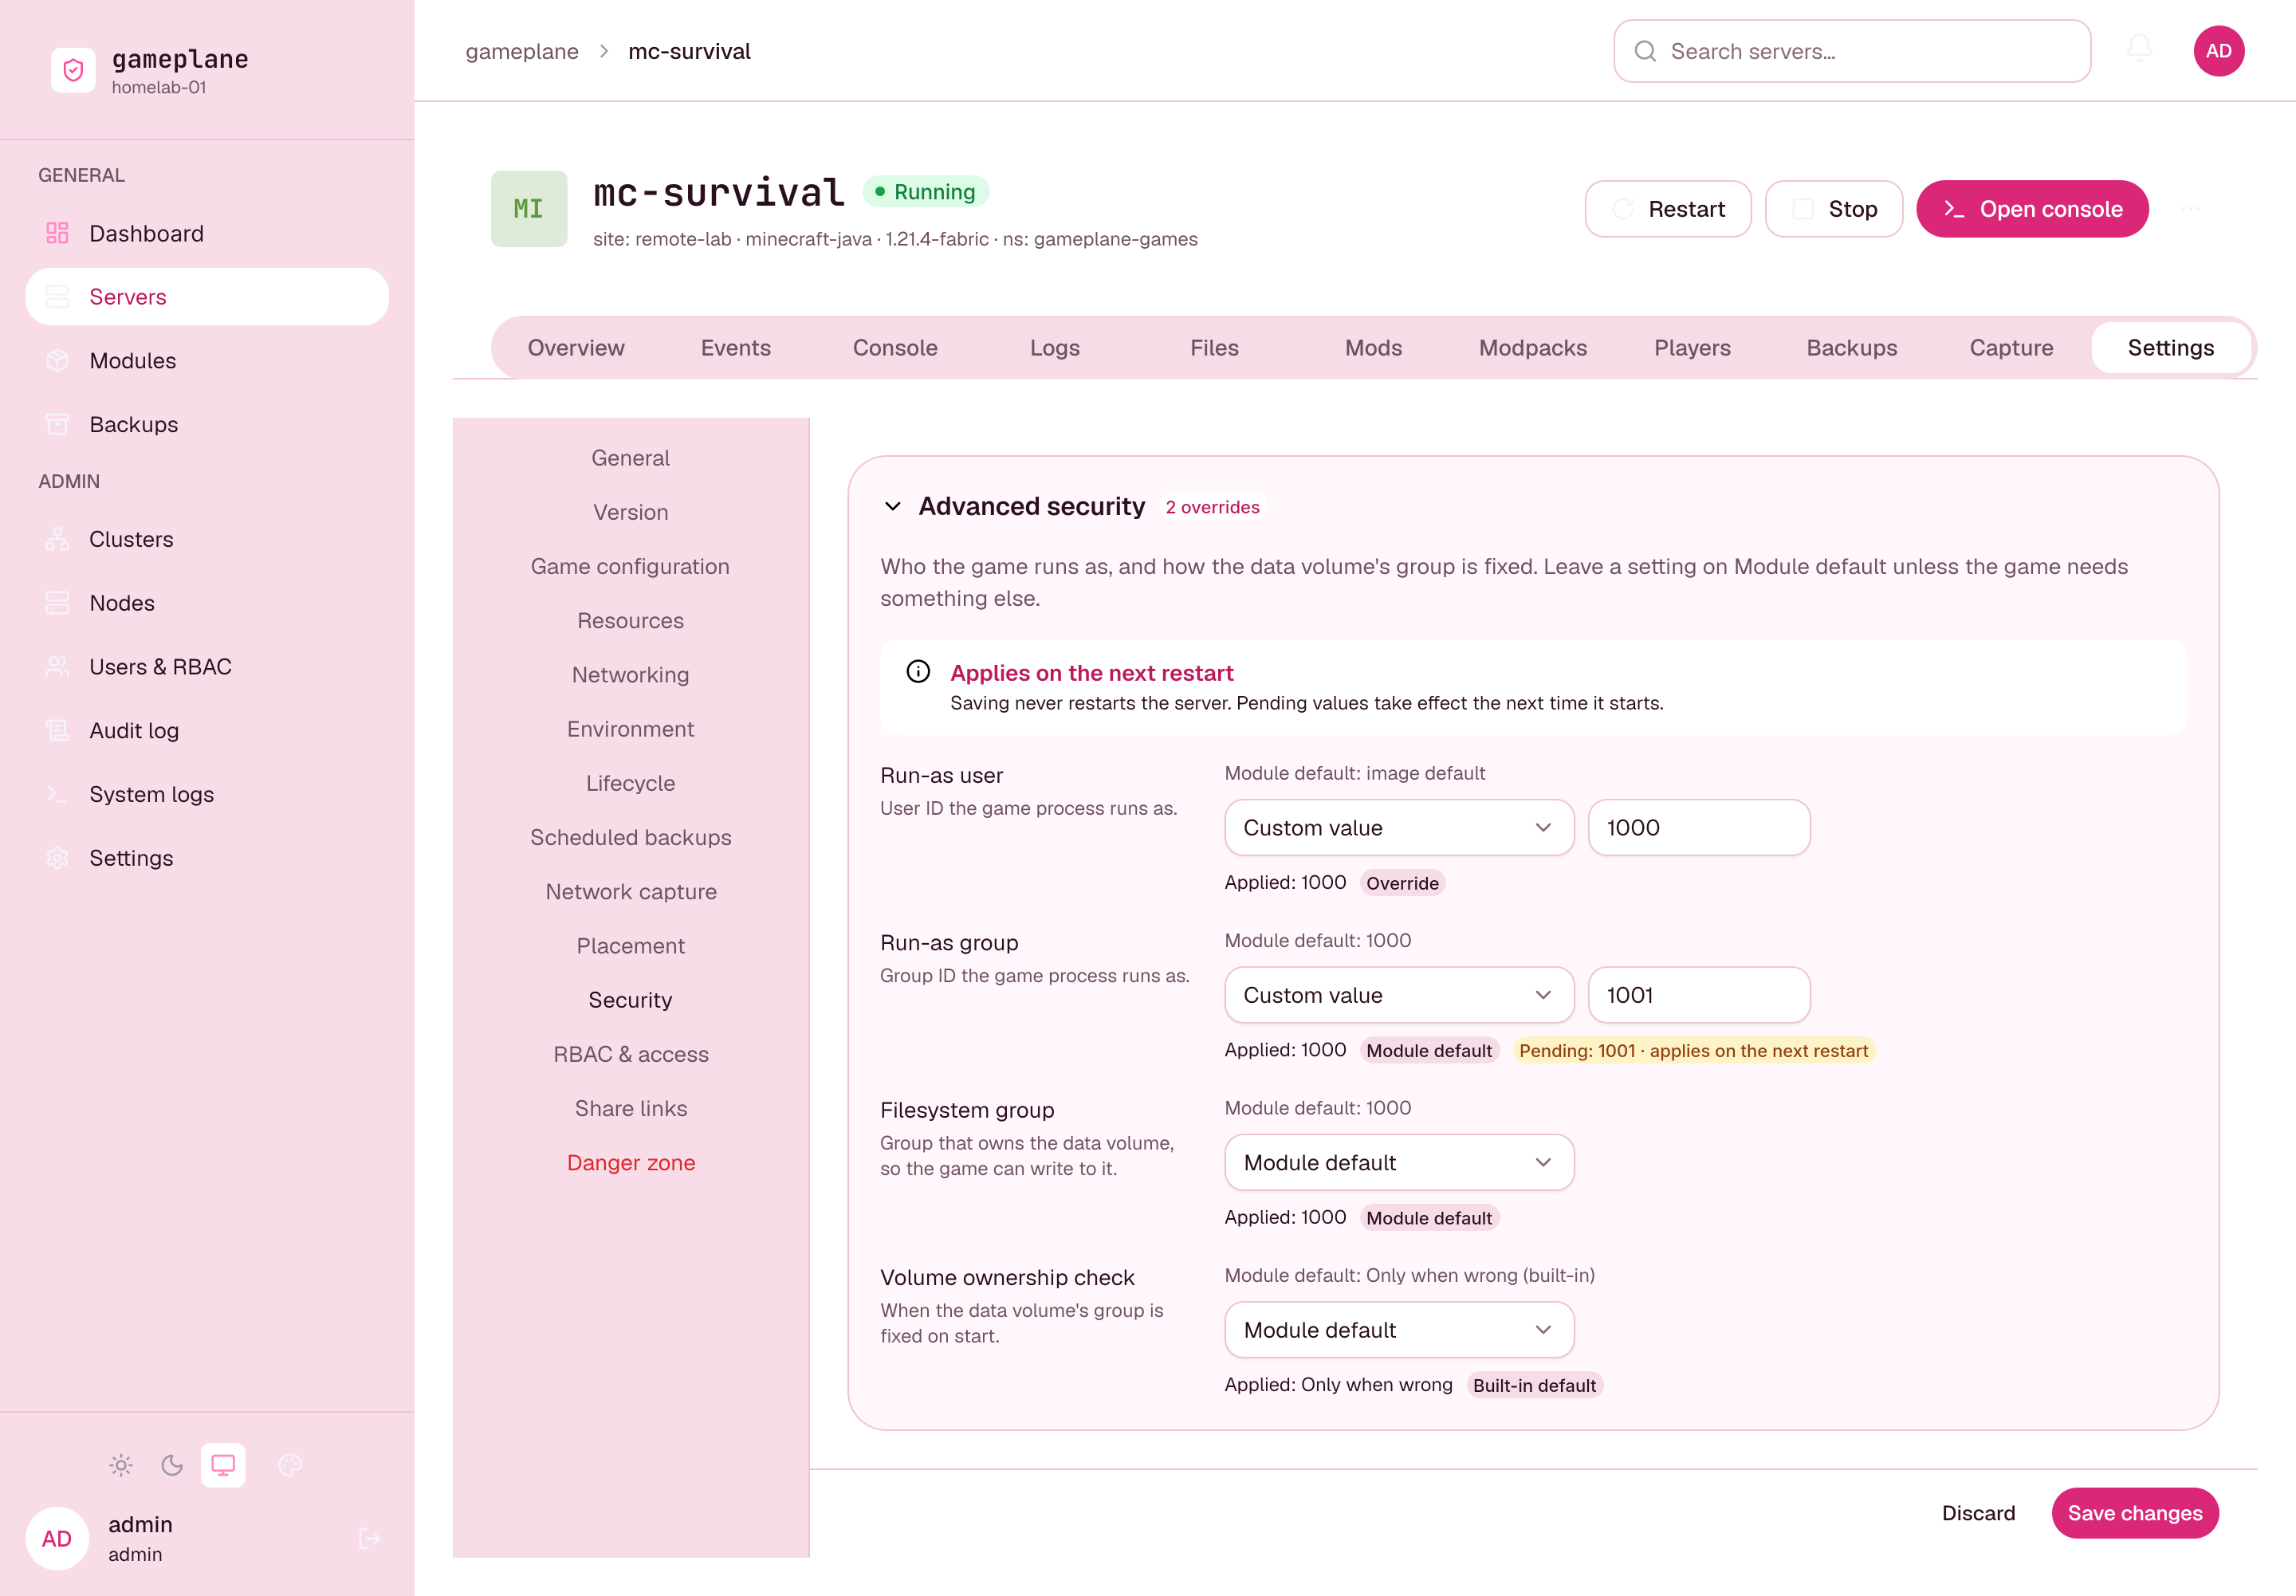 gameplane
homelab-01
GENERAL
Dashboard
Servers
Modules
Backups
ADMIN
Clusters
Nodes
Users & RBAC
Audit log
System logs
Settings
AD
admin
admin
gameplane > mc-survival
Search servers...
AD
MI
mc-survival
Running
site: remote-lab · minecraft-java · 1.21.4-fabric · ns: gameplane-games
Restart
Stop
Open console
Overview
Events
Console
Logs
Files
Mods
Modpacks
Players
Backups
Capture
Settings
General
Version
Game configuration
Resources
Networking
Environment
Lifecycle
Scheduled backups
Network capture
Placement
Security
RBAC & access
Share links
Danger zone
Advanced security
2 overrides
Who the game runs as, and how the data volume's group is fixed. Leave a setting on Module default unless the game needs
something else.
Applies on the next restart
Saving never restarts the server. Pending values take effect the next time it starts.
Run-as user
User ID the game process runs as.
Module default: image default
Custom value
1000
Applied: 1000
Override
Run-as group
Group ID the game process runs as.
Module default: 1000
Custom value
1001
Applied: 1000
Module default
Pending: 1001 · applies on the next restart
Filesystem group
Group that owns the data volume,
so the game can write to it.
Module default: 1000
Module default
Applied: 1000
Module default
Volume ownership check
When the data volume's group is
fixed on start.
Module default: Only when wrong (built-in)
Module default
Applied: Only when wrong
Built-in default
Discard
Save changes